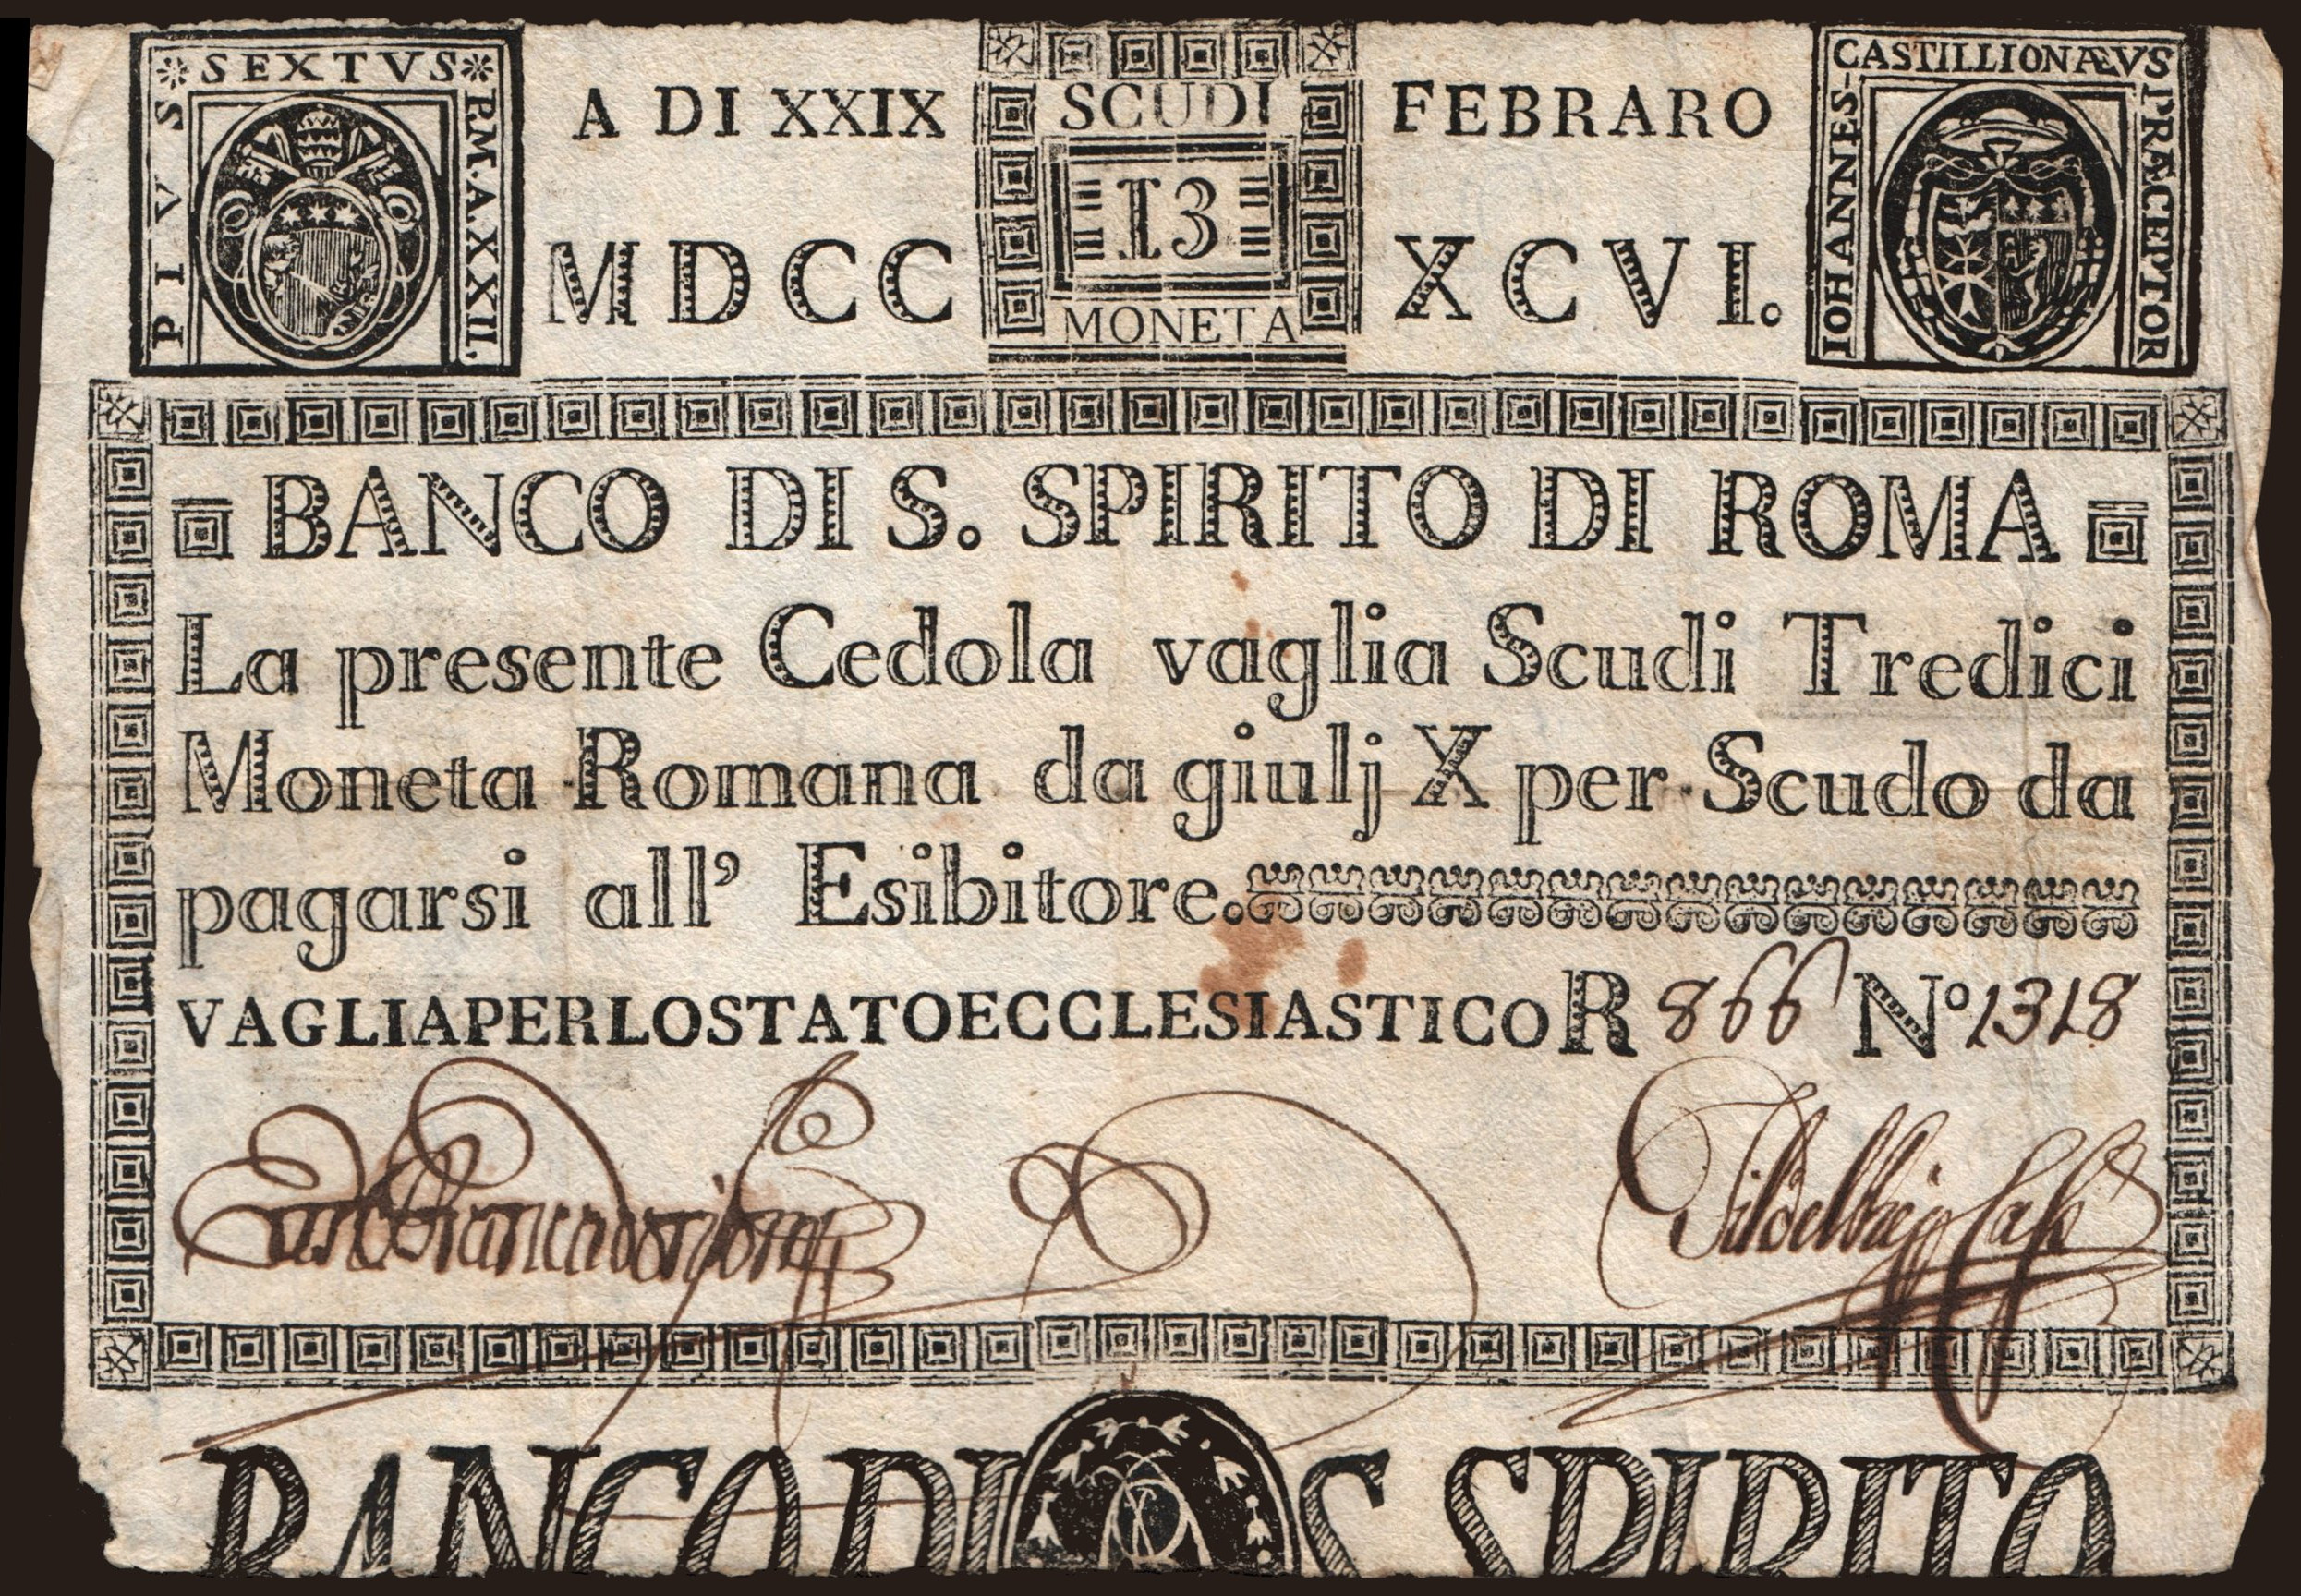 PIVS SEXTVS P.M.A.XXII.
A DI XXIX
SCUDI
FEBRARO
IOHANNES CASTILLIONÆVS PRÆCEPTOR
13
MDCC
XCVI.
MONETA
BANCO DI S. SPIRITO DI ROMA
La presente Cedola vaglia Scudi Tredici
Moneta Romana da giulj X per Scudo da
pagarsi all' Esibitore.
VAGLIAPERLOSTATOECCLESIASTICO R 866 Nº 1318
BANCO DI S. SPIRITO